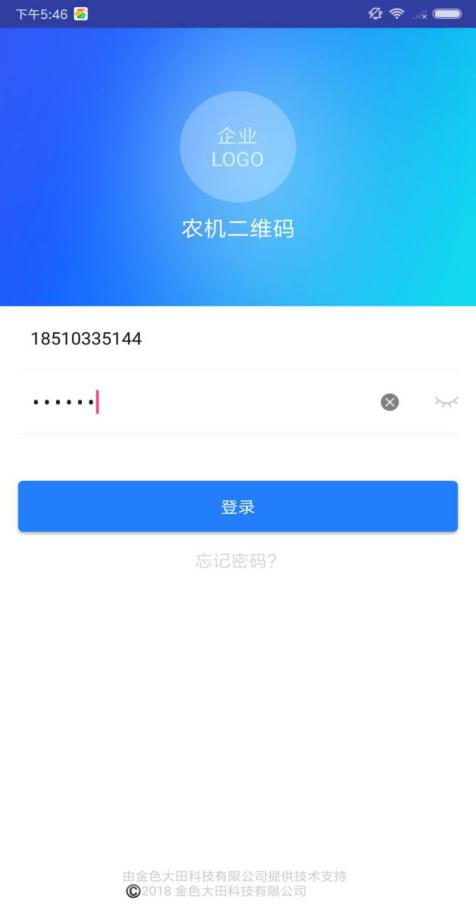 下午5:46
企业
LOGO
农机二维码
18510335144
••••••
登录
忘记密码?
由金色大田科技有限公司提供技术支持
©2018 金色大田科技有限公司